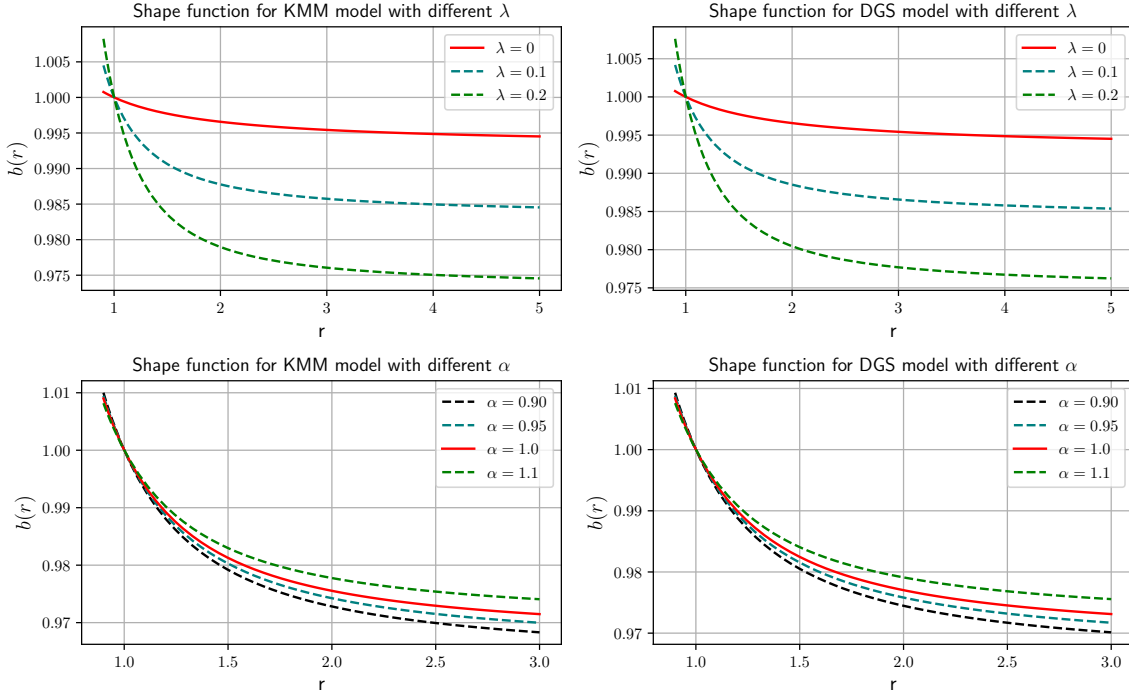 Shape function for KMM model with different λ
b(r)
1.005
1.000
0.995
0.990
0.985
0.980
0.975
λ = 0
λ = 0.1
λ = 0.2
1 2 3 4 5
r
Shape function for DGS model with different λ
b(r)
1.005
1.000
0.995
0.990
0.985
0.980
0.975
λ = 0
λ = 0.1
λ = 0.2
1 2 3 4 5
r
Shape function for KMM model with different α
b(r)
1.01
1.00
0.99
0.98
0.97
α = 0.90
α = 0.95
α = 1.0
α = 1.1
1.0 1.5 2.0 2.5 3.0
r
Shape function for DGS model with different α
b(r)
1.01
1.00
0.99
0.98
0.97
α = 0.90
α = 0.95
α = 1.0
α = 1.1
1.0 1.5 2.0 2.5 3.0
r